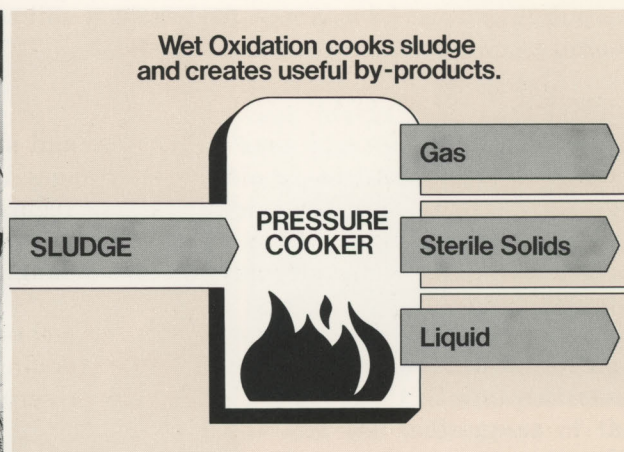 Wet Oxidation cooks sludge
and creates useful by-products.
SLUDGE
PRESSURE
COOKER
Gas
Sterile Solids
Liquid